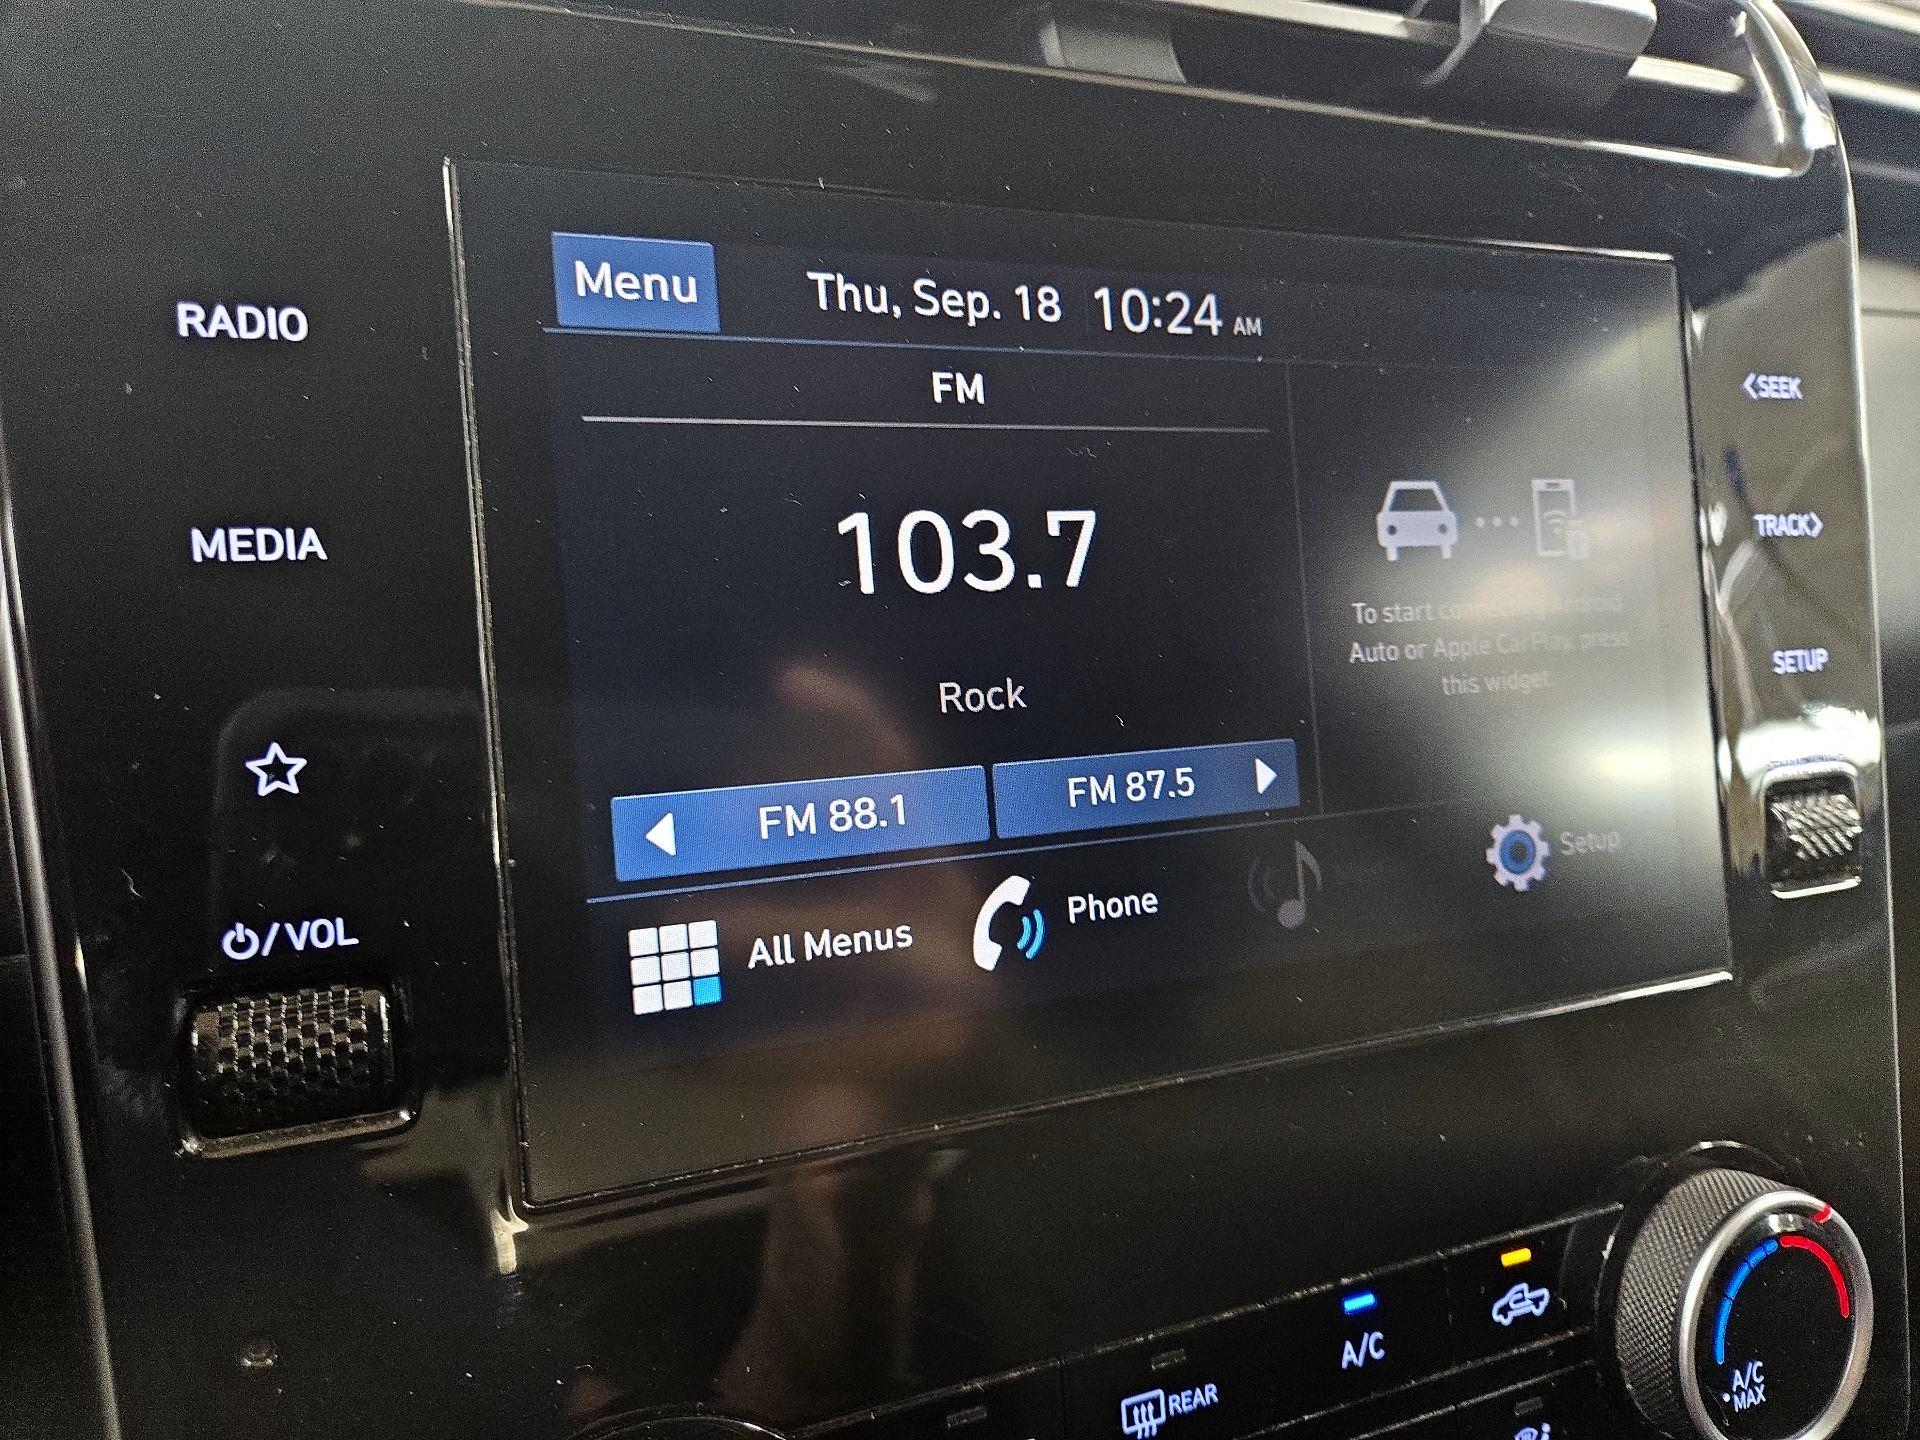 Menu
Thu, Sep. 18 10:24 AM
RADIO
FM
SEEK
103.7
MEDIA
TRACK
To start connecting Android
Auto or Apple CarPlay, press
this widget.
SETUP
Rock
FM 88.1
FM 87.5
Setup
Phone
All Menus
/VOL
A/C
REAR
A/C
MAX